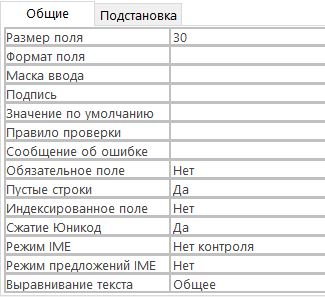 Общие Подстановка
Размер поля 30
Формат поля
Маска ввода
Подпись
Значение по умолчанию
Правило проверки
Сообщение об ошибке
Обязательное поле Нет
Пустые строки Да
Индексированное поле Нет
Сжатие Юникод Да
Режим IME Нет контроля
Режим предложений IME Нет
Выравнивание текста Общее